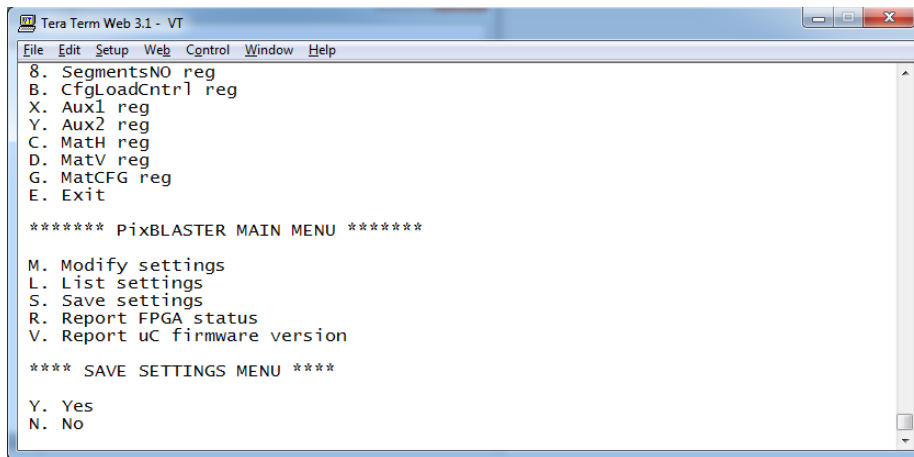 Tera Term Web 3.1 - VT
File Edit Setup Web Control Window Help
8. SegmentsNO reg
B. CfgLoadCntrl reg
X. Aux1 reg
Y. Aux2 reg
C. MatH reg
D. MatV reg
G. MatCFG reg
E. Exit
******* PixBLASTER MAIN MENU *******
M. Modify settings
L. List settings
S. Save settings
R. Report FPGA status
V. Report uC firmware version
**** SAVE SETTINGS MENU ****
Y. Yes
N. No